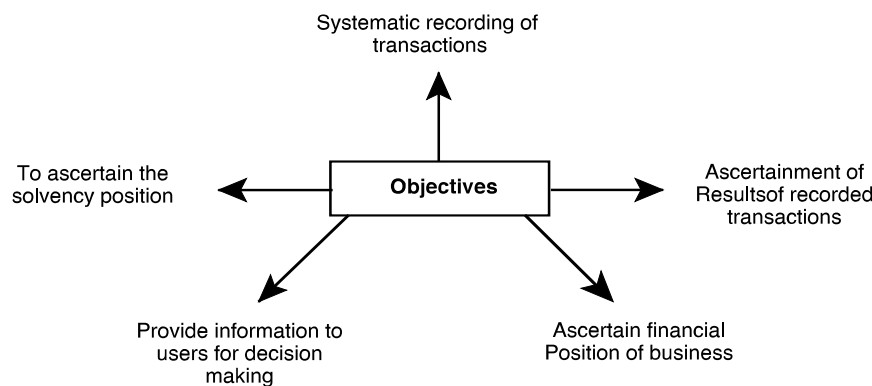 Systematic recording of
transactions
To ascertain the
solvency position
Objectives
Ascertainment of
Resultsof recorded
transactions
Provide information to
users for decision
making
Ascertain financial
Position of business